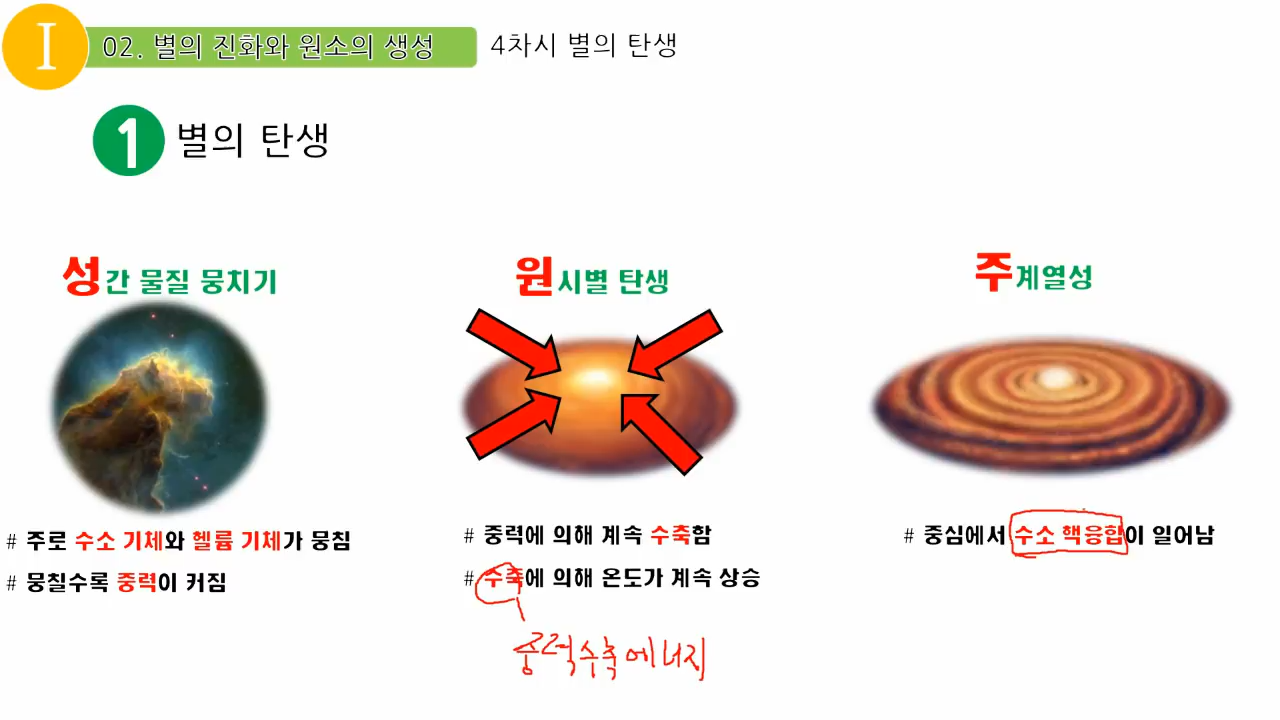 I
02. 별의 진화와 원소의 생성
4차시 별의 탄생
1 별의 탄생
성간 물질 뭉치기
# 주로 수소 기체와 헬륨 기체가 뭉침
# 뭉칠수록 중력이 커짐
원시별 탄생
# 중력에 의해 계속 수축함
# 수축에 의해 온도가 계속 상승
중력수축에너지
주계열성
# 중심에서 수소 핵융합이 일어남